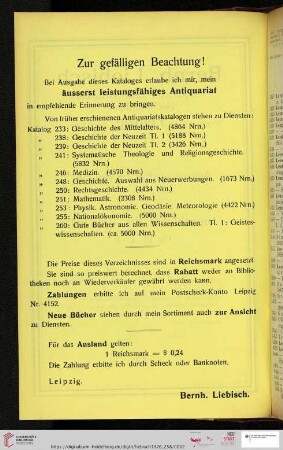 Zur gefälligen Beachtung!
Bei Ausgabe dieses Kataloges erlaube ich mir, mein
äusserst leistungsfähiges Antiquariat
in empfehlende Erinnerung zu bringen.
Von früher erschienenen Antiquariatskatalogen stehen zu Diensten:
Katalog 233: Geschichte des Mittelalters. (4864 Nrn.)
„ 238: Geschichte der Neuzeit Tl. 1 (5188 Nrn.)
„ 239: Geschichte der Neuzeit Tl. 2 (3426 Nrn.)
„ 241: Systematische Theologie und Religionsgeschichte.
(5832 Nrn.)
„ 246: Medizin. (4570 Nrn.)
„ 248: Geschichte. Auswahl aus Neuerwerbungen. (1673 Nrn.)
„ 250: Rechtsgeschichte. (4434 Nrn.)
„ 251: Mathematik. (2308 Nrn.)
„ 253: Physik. Astronomie. Geodäsie. Meteorologie (4422 Nrn.)
„ 255: Nationalökonomie. (5000 Nrn.)
„ 260: Gute Bücher aus allen Wissenschaften. Tl. 1: Geistes-
wissenschaften. (ca. 5600 Nrn.)
Die Preise dieses Verzeichnisses sind in Reichsmark angesetzt.
Sie sind so preiswert berechnet, dass Rabatt weder an Biblio-
theken noch an Wiederverkäufer gewährt werden kann.
Zahlungen erbitte ich auf mein Postscheck-Konto Leipzig
Nr. 4152.
Neue Bücher stehen durch mein Sortiment auch zur Ansicht
zu Diensten.
Für das Ausland gelten:
1 Reichsmark = $ 0,24
Die Zahlung erbitte ich durch Scheck oder Banknoten.
Leipzig.
Bernh. Liebisch.